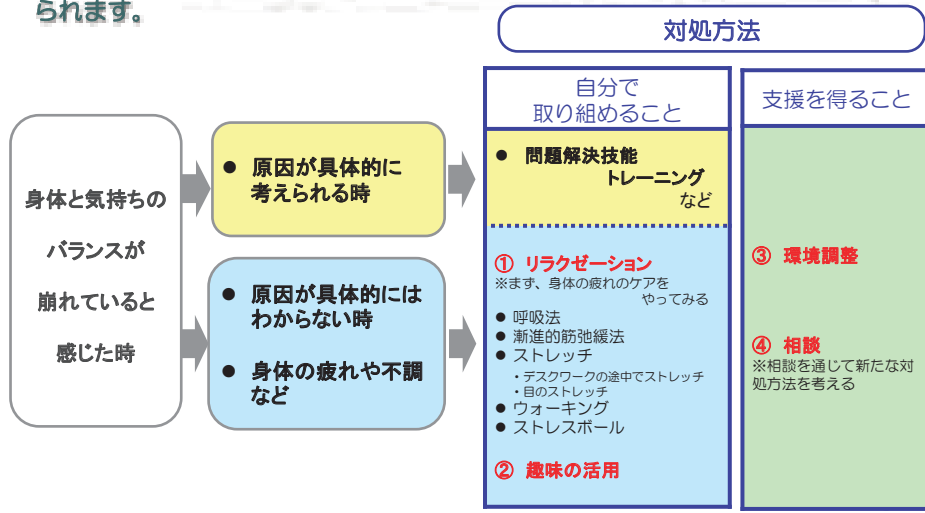 られます。
対処方法
自分で
取り組めること
支援を得ること
身体と気持ちの
バランスが
崩れていると
感じた時
● 原因が具体的に
考えられる時
● 原因が具体的には
わからない時
● 身体の疲れや不調
など
● 問題解決技能
トレーニング
など
① リラクゼーション
※まず、身体の疲れのケアを
やってみる
● 呼吸法
● 漸進的筋弛緩法
● ストレッチ
・デスクワークの途中でストレッチ
・目のストレッチ
● ウォーキング
● ストレスボール
② 趣味の活用
③ 環境調整
④ 相談
※相談を通じて新たな対
処方法を考える